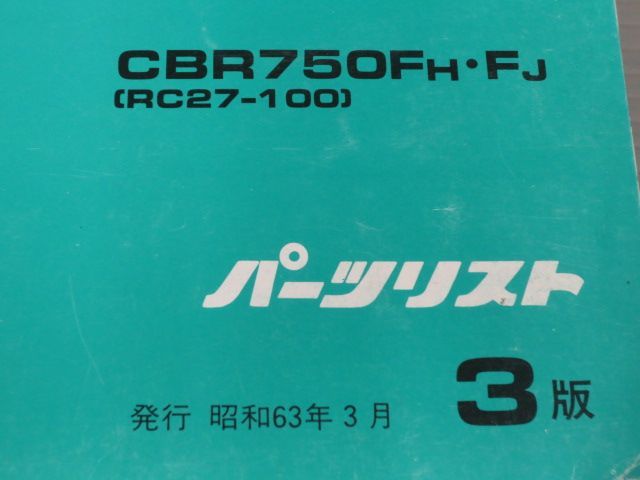 CBR750FH・FJ
(RC27-100)
パーツリスト
3版
発行 昭和63年3月